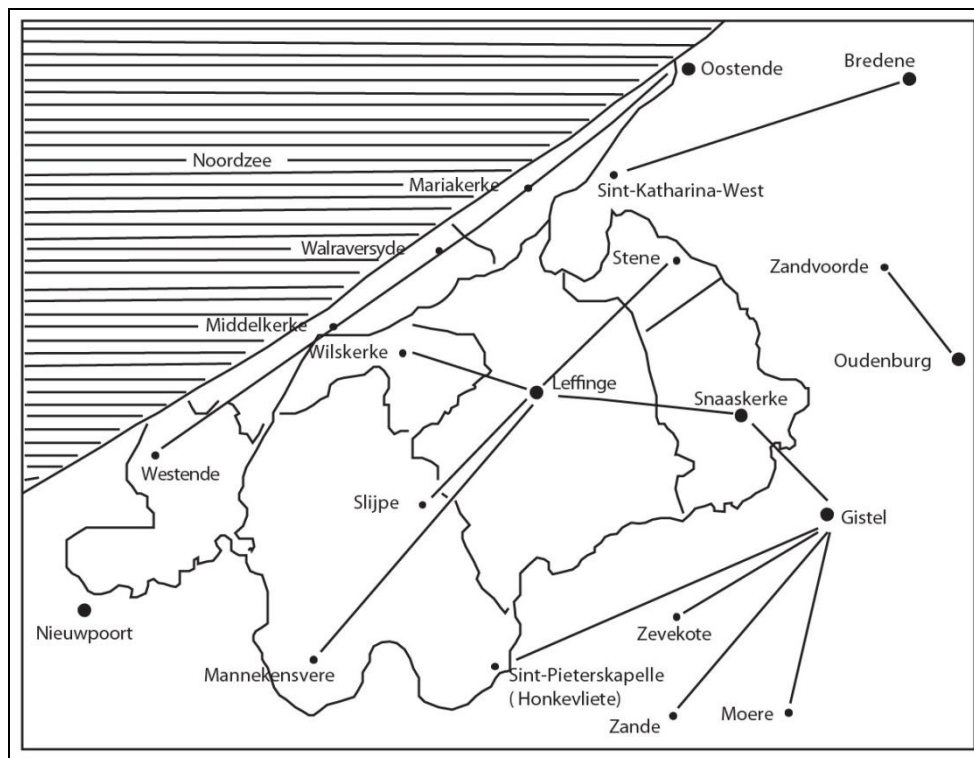 Oostende
Bredene
Noordzee
Mariakerke
Sint-Katharina-West
Walraversyde
Stene
Zandvoorde
Middelkerke
Wilskerke
Oudenburg
Leffinge
Snaaskerke
Westende
Slijpe
Gistel
Nieuwpoort
Zevekote
Mannekensvere
Sint-Pieterskapelle
( Honkevliete)
Zande
Moere